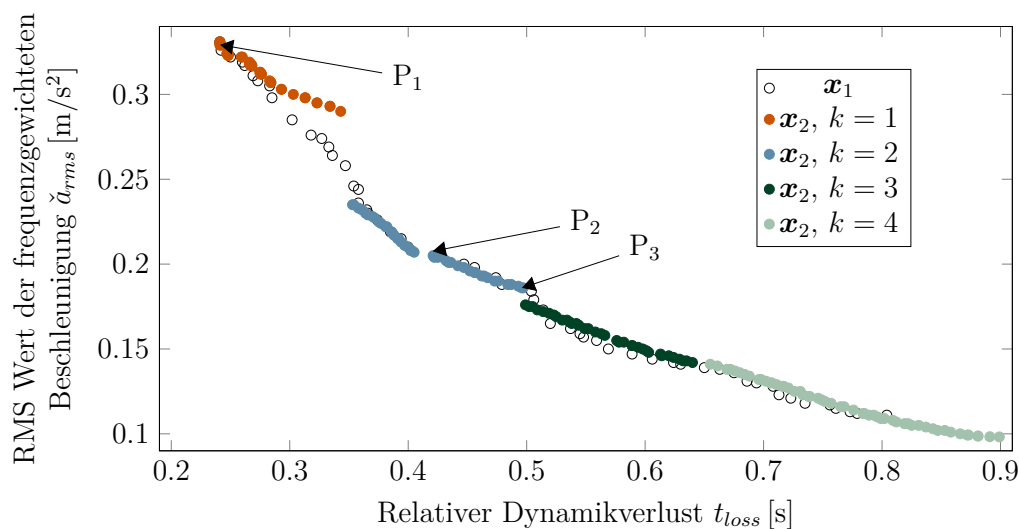 RMS Wert der frequenzgewichteten
Beschleunigung ă_rms [m/s²]
0.3
0.25
0.2
0.15
0.1
P₁
P₂
P₃
x₁
x₂, k = 1
x₂, k = 2
x₂, k = 3
x₂, k = 4
0.2 0.3 0.4 0.5 0.6 0.7 0.8 0.9
Relativer Dynamikverlust t_loss [s]